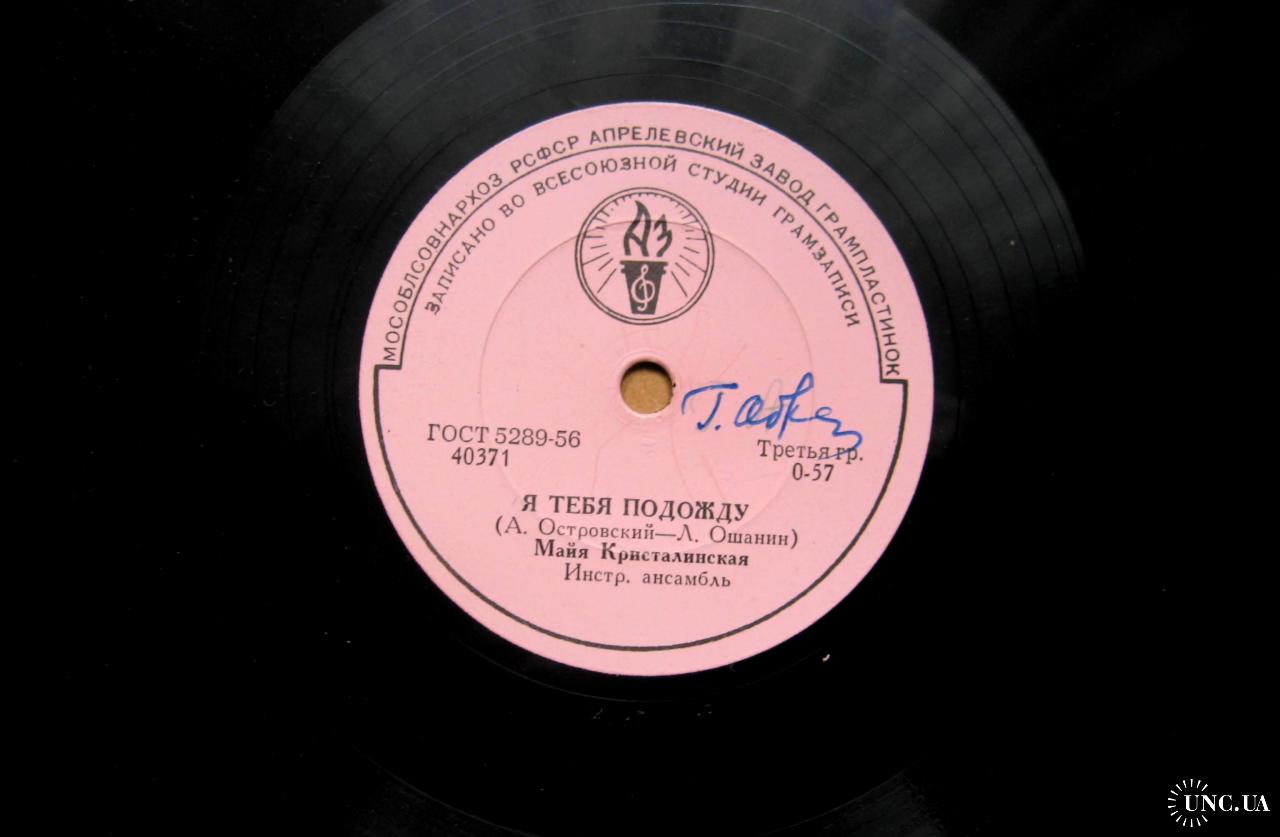 МОСОБЛСОВНАРХОЗ РСФСР АПРЕЛЕВСКИЙ ЗАВОД ГРАМПЛАСТИНОК
ЗАПИСАНО ВО ВСЕСОЮЗНОЙ СТУДИИ ГРАМЗАПИСИ
АЗ
ГОСТ 5289-56
40371
Третья гр.
0-57
Я ТЕБЯ ПОДОЖДУ
(А. Островский—Л. Ошанин)
Майя Кристалинская
Инстр. ансамбль
UNC.UA